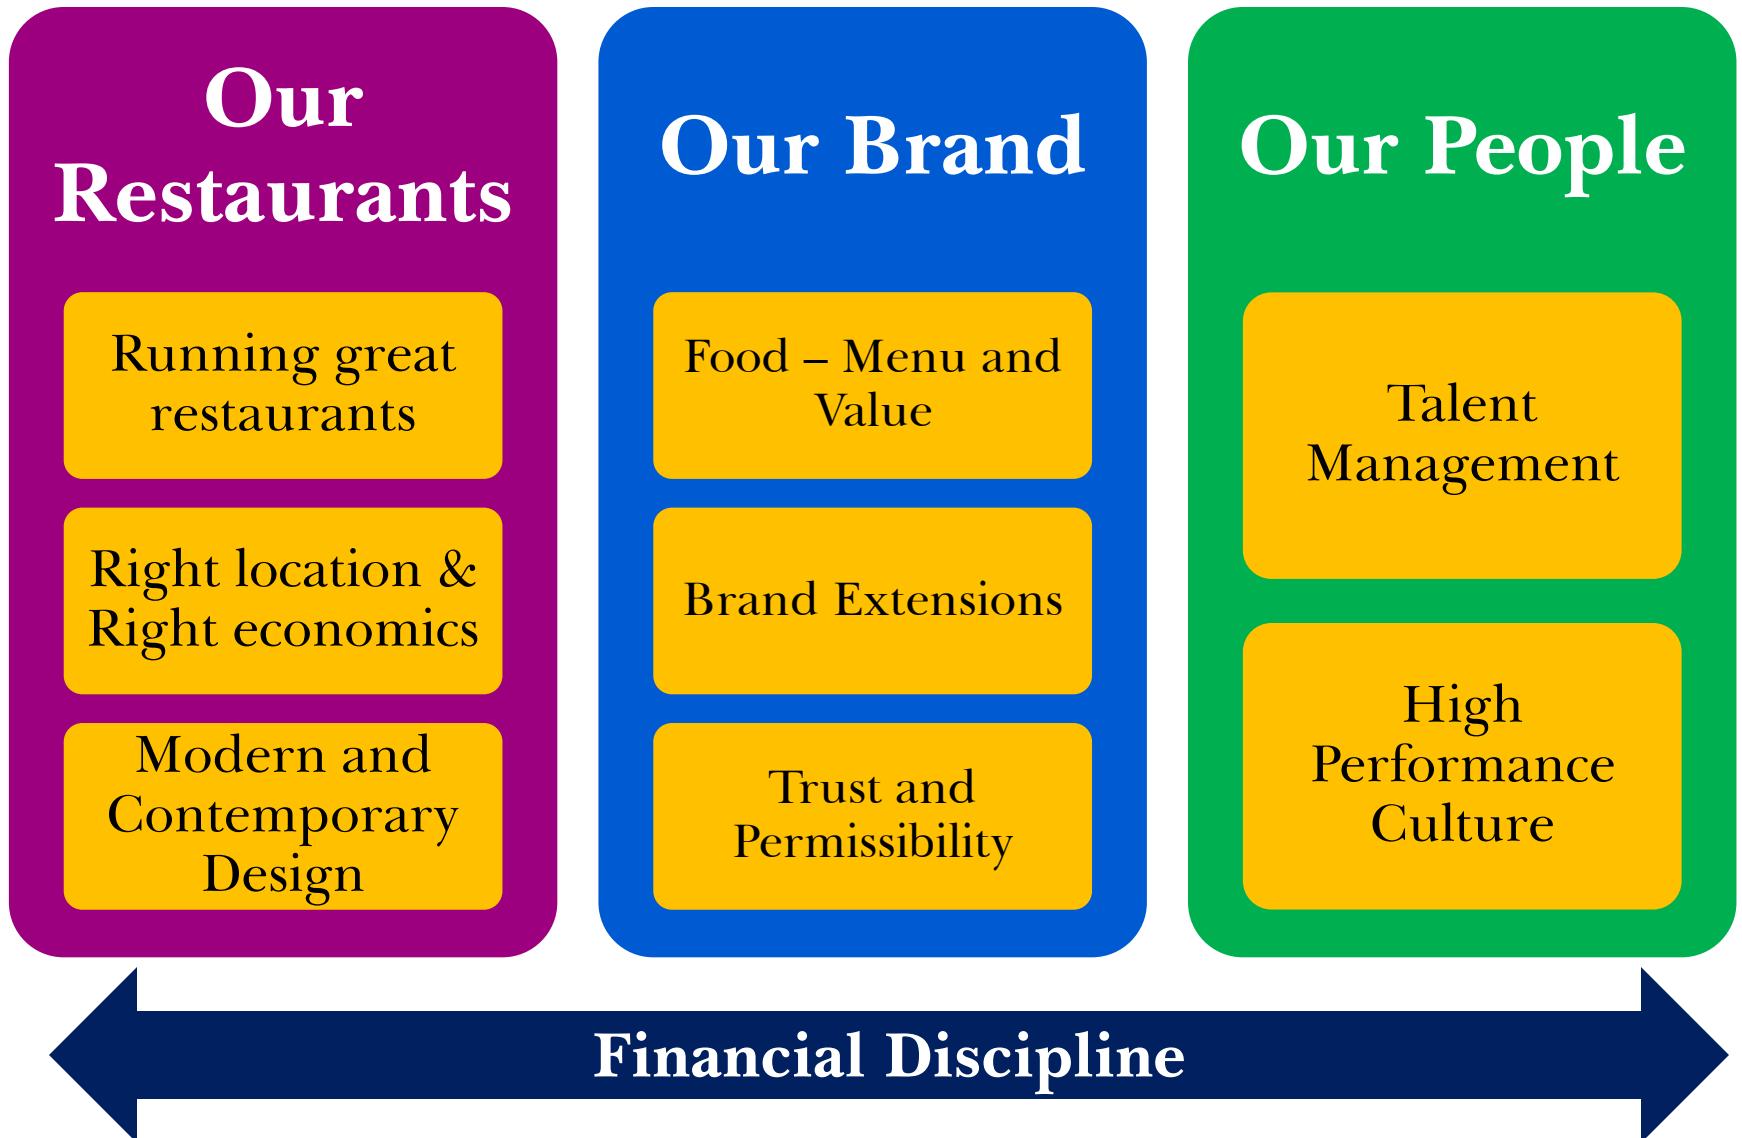 Our
Restaurants
Running great
restaurants
Right location &
Right economics
Modern and
Contemporary
Design
Our Brand
Food – Menu and
Value
Brand Extensions
Trust and
Permissibility
Our People
Talent
Management
High
Performance
Culture
Financial Discipline